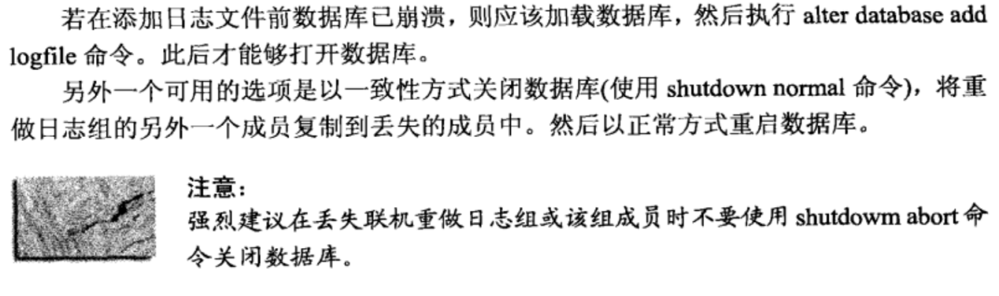 若在添加日志文件前数据库已崩溃，则应该加载数据库，然后执行 alter database add
logfile 命令。此后才能够打开数据库。
另外一个可用的选项是以一致性方式关闭数据库(使用 shutdown normal 命令)，将重
做日志组的另外一个成员复制到丢失的成员中。然后以正常方式重启数据库。
注意：
强烈建议在丢失联机重做日志组或该组成员时不要使用 shutdowm abort 命
令关闭数据库。